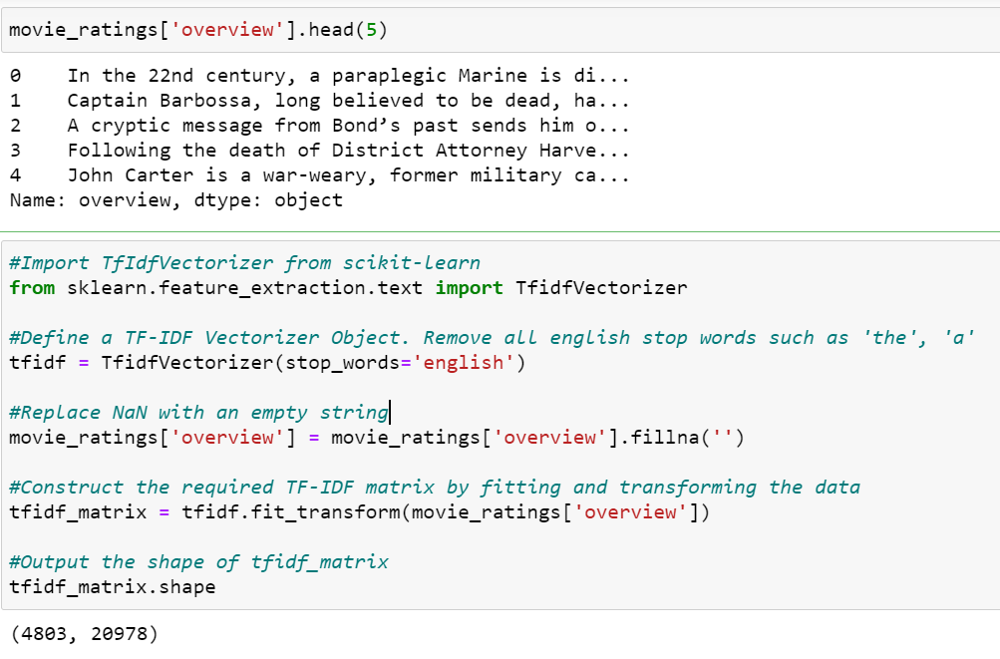 movie_ratings['overview'].head(5)
0    In the 22nd century, a paraplegic Marine is di...
1    Captain Barbossa, long believed to be dead, ha...
2    A cryptic message from Bond’s past sends him o...
3    Following the death of District Attorney Harve...
4    John Carter is a war-weary, former military ca...
Name: overview, dtype: object
#Import TfIdfVectorizer from scikit-learn
from sklearn.feature_extraction.text import TfidfVectorizer
#Define a TF-IDF Vectorizer Object. Remove all english stop words such as 'the', 'a'
tfidf = TfidfVectorizer(stop_words='english')
#Replace NaN with an empty string
movie_ratings['overview'] = movie_ratings['overview'].fillna('')
#Construct the required TF-IDF matrix by fitting and transforming the data
tfidf_matrix = tfidf.fit_transform(movie_ratings['overview'])
#Output the shape of tfidf_matrix
tfidf_matrix.shape
(4803, 20978)